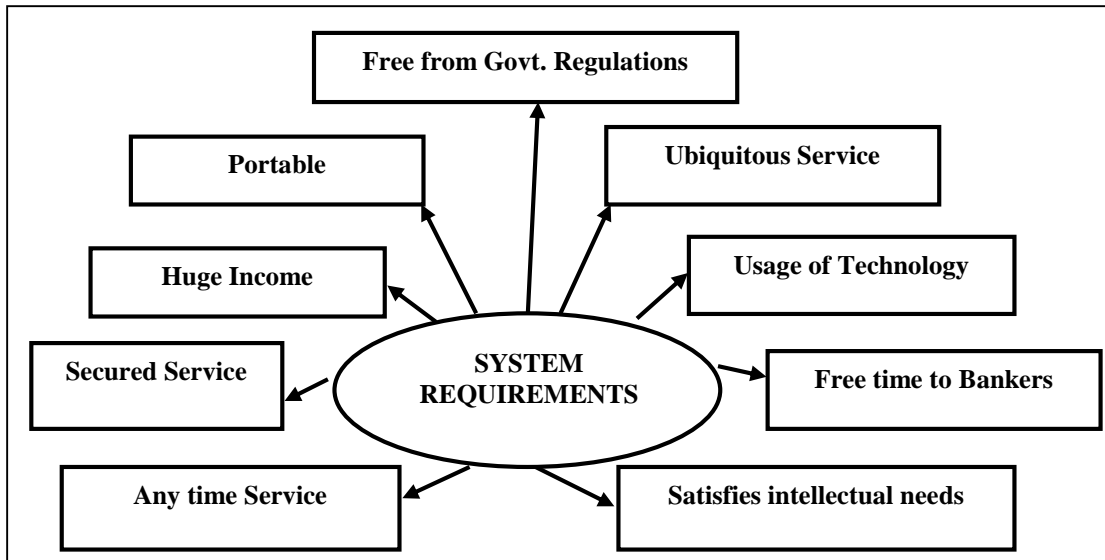 Free from Govt. Regulations
Portable
Ubiquitous Service
Huge Income
Usage of Technology
Secured Service
SYSTEM
REQUIREMENTS
Free time to Bankers
Any time Service
Satisfies intellectual needs